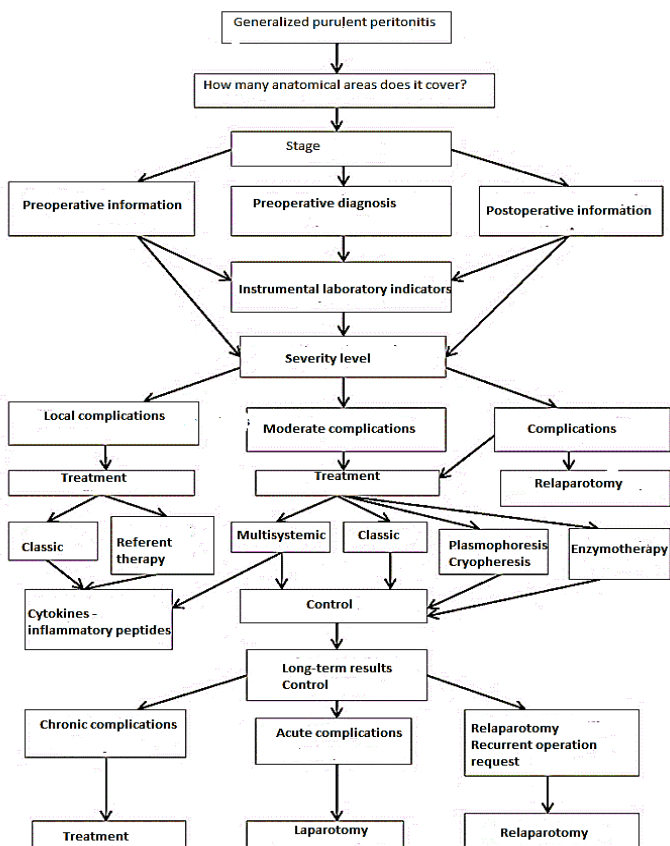 Generalized purulent peritonitis
How many anatomical areas does it cover?
Stage
Preoperative information
Preoperative diagnosis
Postoperative information
Instrumental laboratory indicators
Severity level
Local complications
Moderate complications
Complications
Treatment
Treatment
Relaparotomy
Classic
Referent
therapy
Multisystemic
Classic
Plasmophoresis
Cryopheresis
Enzymotherapy
Cytokines -
inflammatory peptides
Control
Long-term results
Control
Chronic complications
Acute complications
Relaparotomy
Recurrent operation
request
Treatment
Laparotomy
Relaparotomy